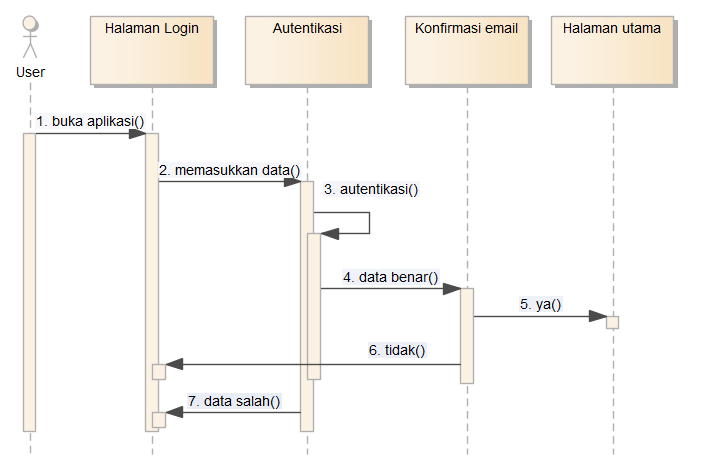 User
Halaman Login
Autentikasi
Konfirmasi email
Halaman utama
1. buka aplikasi()
2. memasukkan data()
3. autentikasi()
4. data benar()
5. ya()
6. tidak()
7. data salah()